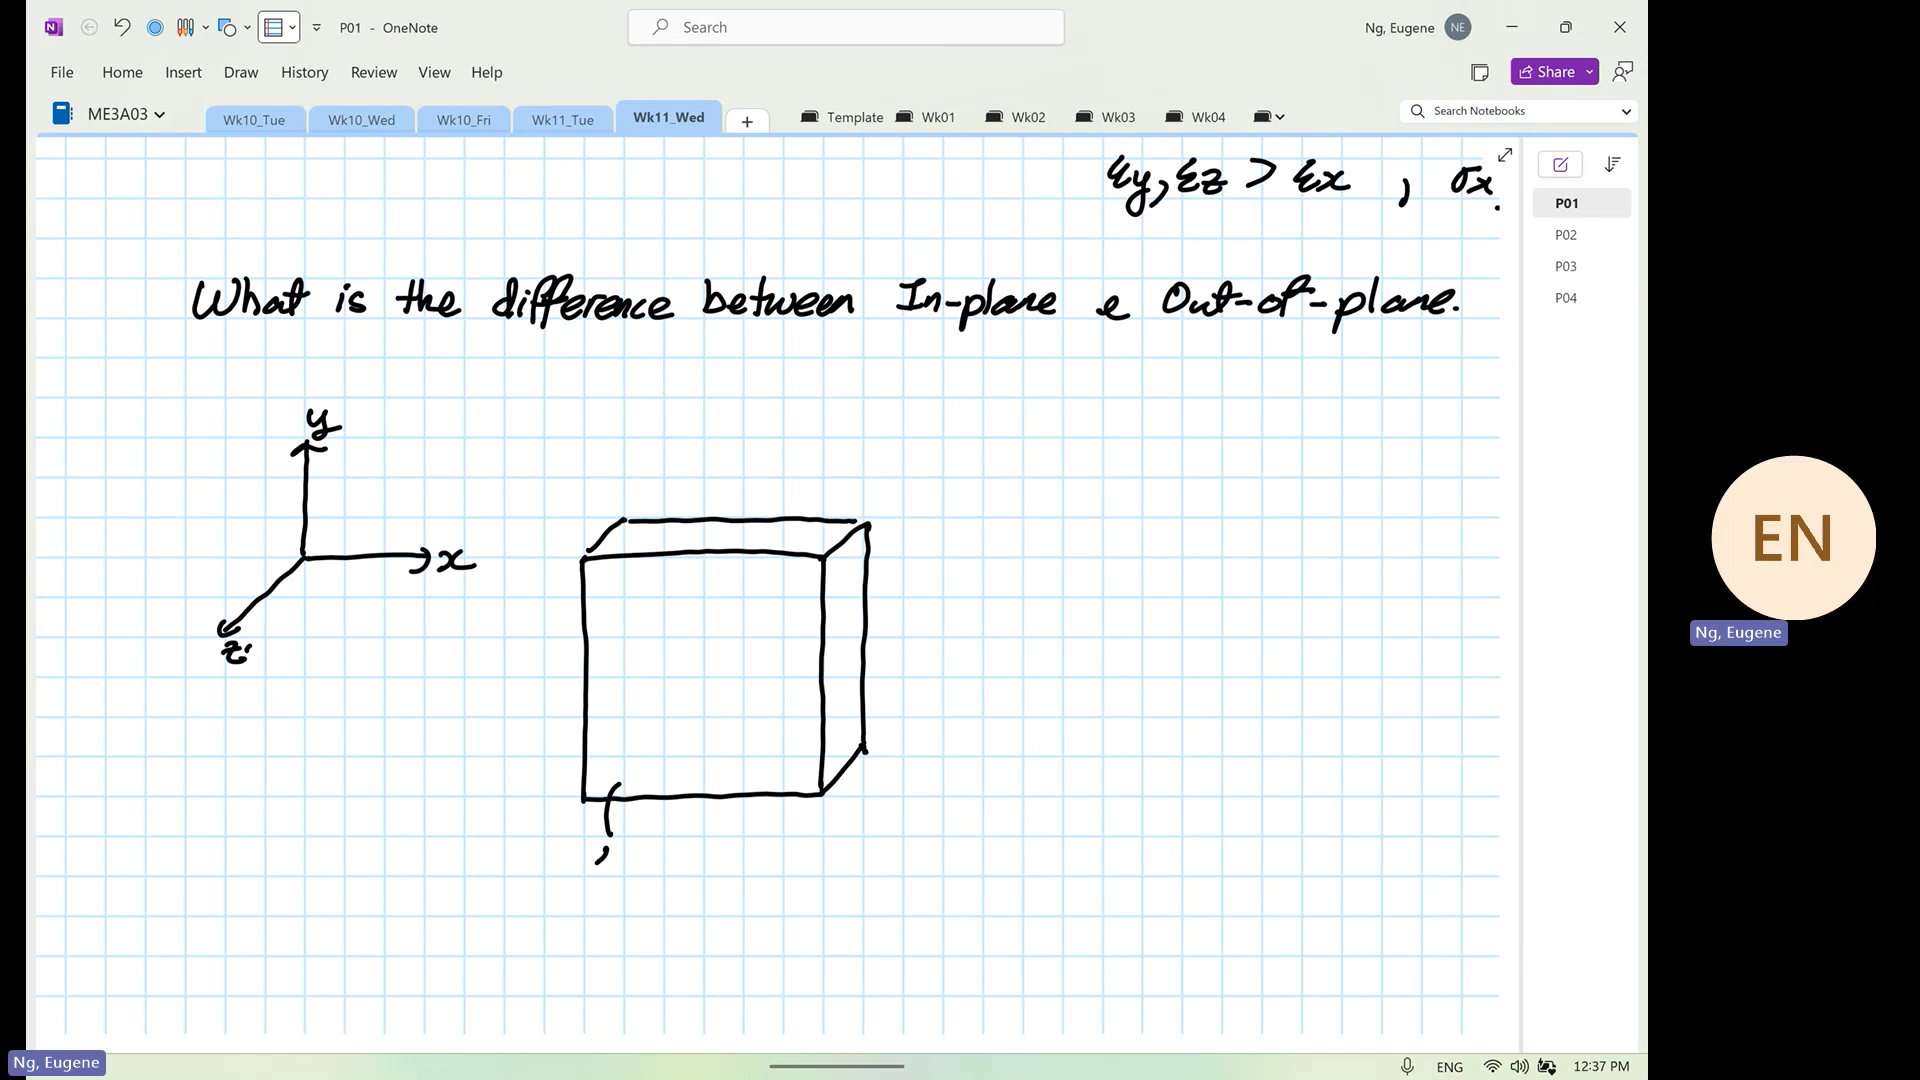 P01 - OneNote
Search
Ng, Eugene
NE
File Home Insert Draw History Review View Help
Share
ME3A03
Wk10_Tue Wk10_Wed Wk10_Fri Wk11_Tue Wk11_Wed
Template Wk01 Wk02 Wk03 Wk04
Search Notebooks
P01
P02
P03
P04
εy, εz > εx , σx
What is the difference between In-plane & Out-of-plane.
y
x
z
EN
Ng, Eugene
Ng, Eugene
ENG
12:37 PM